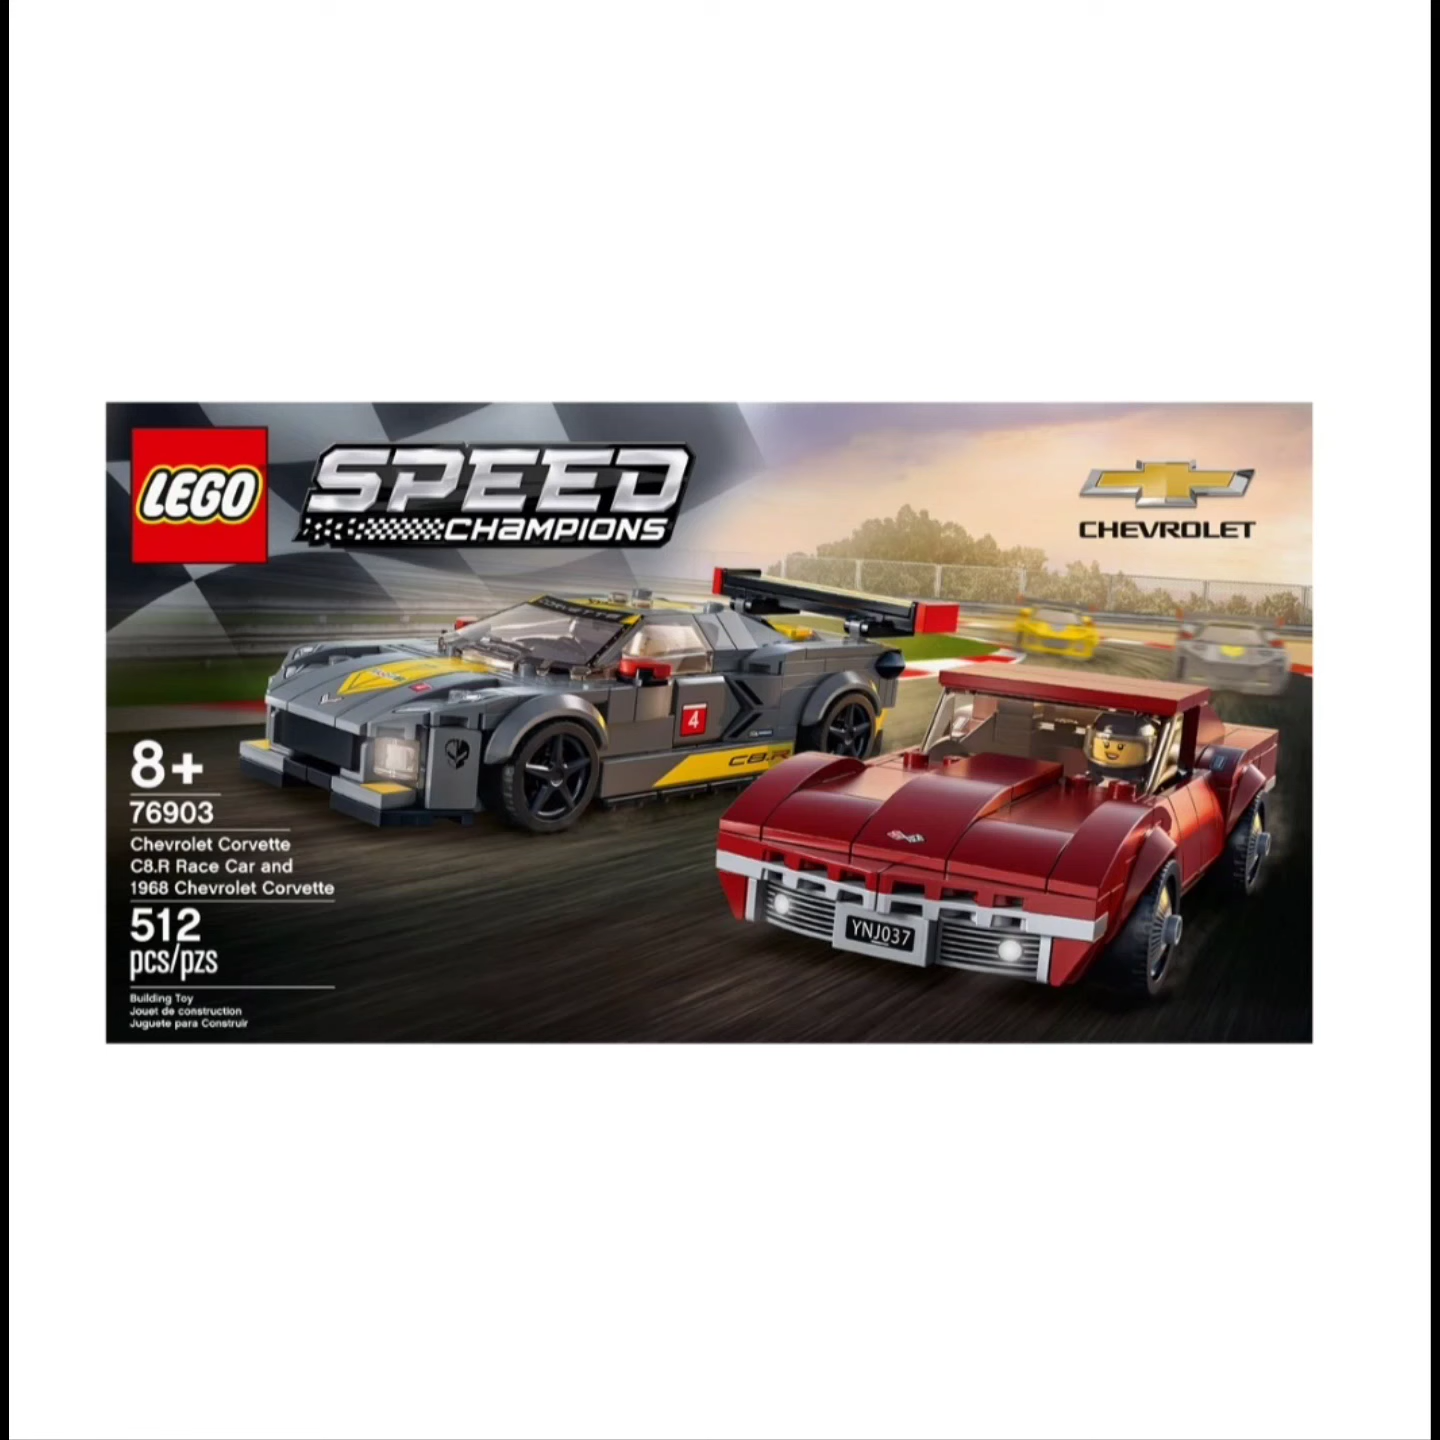 LEGO
SPEED
CHAMPIONS
CHEVROLET
CORVETTE
4
C8.R
8+
76903
Chevrolet Corvette
C8.R Race Car and
1968 Chevrolet Corvette
512
pcs/pzs
YNJ037
Building Toy
Jouet de construction
Juguete para Construir